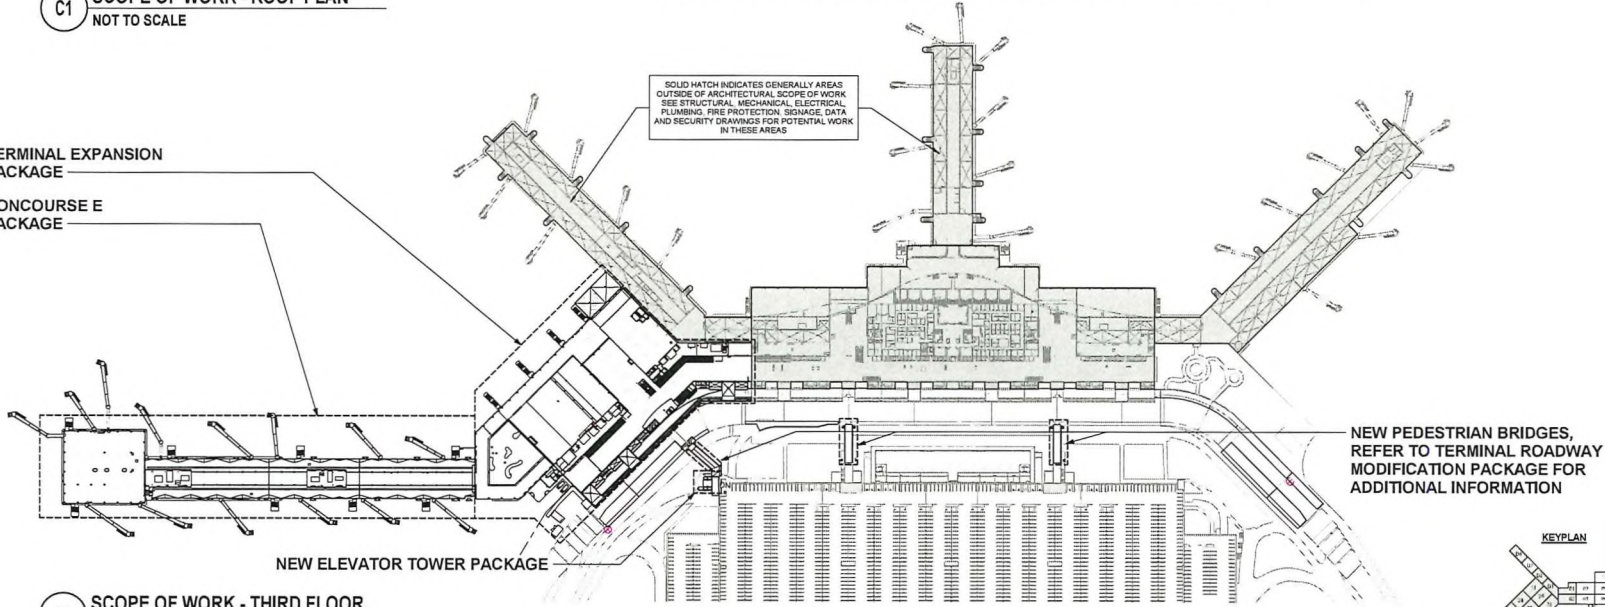 C1
SCOPE OF WORK - ROOF PLAN
NOT TO SCALE
SOLID HATCH INDICATES GENERALLY AREAS
OUTSIDE OF ARCHITECTURAL SCOPE OF WORK
SEE STRUCTURAL, MECHANICAL, ELECTRICAL,
PLUMBING, FIRE PROTECTION, SIGNAGE, DATA
AND SECURITY DRAWINGS FOR POTENTIAL WORK
IN THESE AREAS
ERMINAL EXPANSION
ACKAGE
ONCOURSE E
ACKAGE
NEW PEDESTRIAN BRIDGES,
REFER TO TERMINAL ROADWAY
MODIFICATION PACKAGE FOR
ADDITIONAL INFORMATION
KEYPLAN
NEW ELEVATOR TOWER PACKAGE
SCOPE OF WORK - THIRD FLOOR